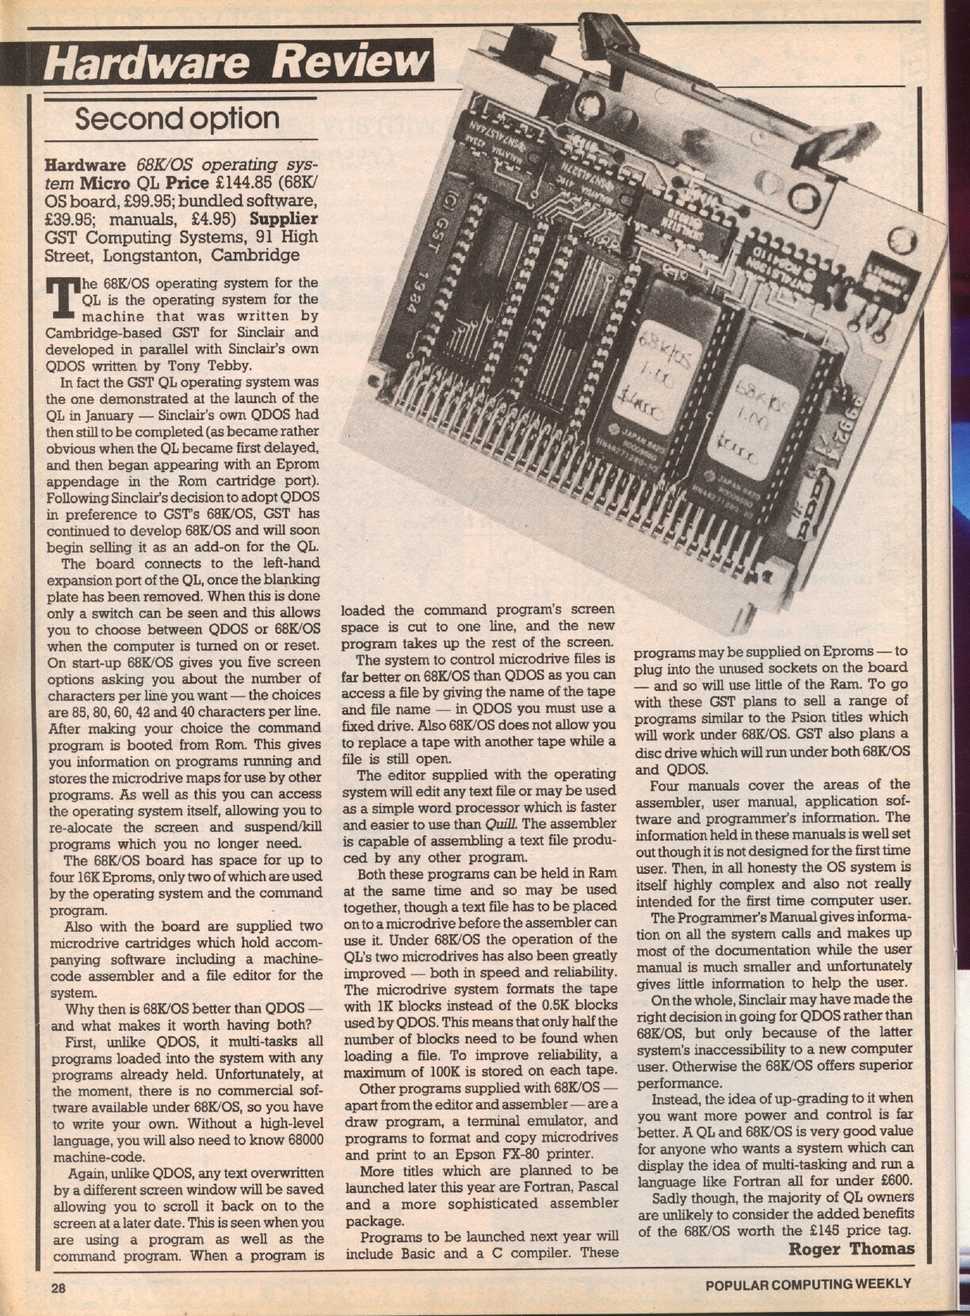 Hardware Review
Second option
Hardware 68K/OS operating sys-
tem Micro QL Price £144.85 (68K/
OS board, £99.95; bundled software,
£39.95; manuals, £4.95) Supplier
GST Computing Systems, 91 High
Street, Longstanton, Cambridge
The 68K/OS operating system for the
QL is the operating system for the
machine that was written by
Cambridge-based GST for Sinclair and
developed in parallel with Sinclair's own
QDOS written by Tony Tebby.
In fact the GST QL operating system was
the one demonstrated at the launch of the
QL in January — Sinclair's own QDOS had
then still to be completed (as became rather
obvious when the QL became first delayed,
and then began appearing with an Eprom
appendage in the Rom cartridge port).
Following Sinclair's decision to adopt QDOS
in preference to GST's 68K/OS, GST has
continued to develop 68K/OS and will soon
begin selling it as an add-on for the QL.
The board connects to the left-hand
expansion port of the QL, once the blanking
plate has been removed. When this is done
only a switch can be seen and this allows
you to choose between QDOS or 68K/OS
when the computer is turned on or reset.
On start-up 68K/OS gives you five screen
options asking you about the number of
characters per line you want — the choices
are 85, 80, 60, 42 and 40 characters per line.
After making your choice the command
program is booted from Rom. This gives
you information on programs running and
stores the microdrive maps for use by other
programs. As well as this you can access
the operating system itself, allowing you to
re-alocate the screen and suspend/kill
programs which you no longer need.
The 68K/OS board has space for up to
four 16K Eproms, only two of which are used
by the operating system and the command
program.
Also with the board are supplied two
microdrive cartridges which hold accom-
panying software including a machine-
code assembler and a file editor for the
system.
Why then is 68K/OS better than QDOS —
and what makes it worth having both?
First, unlike QDOS, it multi-tasks all
programs loaded into the system with any
programs already held. Unfortunately, at
the moment, there is no commercial sof-
tware available under 68K/OS, so you have
to write your own. Without a high-level
language, you will also need to know 68000
machine-code.
Again, unlike QDOS, any text overwritten
by a different screen window will be saved
allowing you to scroll it back on to the
screen at a later date. This is seen when you
are using a program as well as the
command program. When a program is
loaded the command program's screen
space is cut to one line, and the new
program takes up the rest of the screen.
The system to control microdrive files is
far better on 68K/OS than QDOS as you can
access a file by giving the name of the tape
and file name — in QDOS you must use a
fixed drive. Also 68K/OS does not allow you
to replace a tape with another tape while a
file is still open.
The editor supplied with the operating
system will edit any text file or may be used
as a simple word processor which is faster
and easier to use than Quill. The assembler
is capable of assembling a text file produ-
ced by any other program.
Both these programs can be held in Ram
at the same time and so may be used
together, though a text file has to be placed
on to a microdrive before the assembler can
use it. Under 68K/OS the operation of the
QL's two microdrives has also been greatly
improved — both in speed and reliability.
The microdrive system formats the tape
with 1K blocks instead of the 0.5K blocks
used by QDOS. This means that only half the
number of blocks need to be found when
loading a file. To improve reliability, a
maximum of 100K is stored on each tape.
Other programs supplied with 68K/OS —
apart from the editor and assembler — are a
draw program, a terminal emulator, and
programs to format and copy microdrives
and print to an Epson FX-80 printer.
More titles which are planned to be
launched later this year are Fortran, Pascal
and a more sophisticated assembler
package.
Programs to be launched next year will
include Basic and a C compiler. These
programs may be supplied on Eproms — to
plug into the unused sockets on the board
— and so will use little of the Ram. To go
with these GST plans to sell a range of
programs similar to the Psion titles which
will work under 68K/OS. GST also plans a
disc drive which will run under both 68K/OS
and QDOS.
Four manuals cover the areas of the
assembler, user manual, application sof-
tware and programmer's information. The
information held in these manuals is well set
out though it is not designed for the first time
user. Then, in all honesty the OS system is
itself highly complex and also not really
intended for the first time computer user.
The Programmer's Manual gives informa-
tion on all the system calls and makes up
most of the documentation while the user
manual is much smaller and unfortunately
gives little information to help the user.
On the whole, Sinclair may have made the
right decision in going for QDOS rather than
68K/OS, but only because of the latter
system's inaccessibility to a new computer
user. Otherwise the 68K/OS offers superior
performance.
Instead, the idea of up-grading to it when
you want more power and control is far
better. A QL and 68K/OS is very good value
for anyone who wants a system which can
display the idea of multi-tasking and run a
language like Fortran all for under £600.
Sadly though, the majority of QL owners
are unlikely to consider the added benefits
of the 68K/OS worth the £145 price tag.
Roger Thomas
(C) GST 1984
68K/OS
1.00
68K/OS
1.00
28
POPULAR COMPUTING WEEKLY